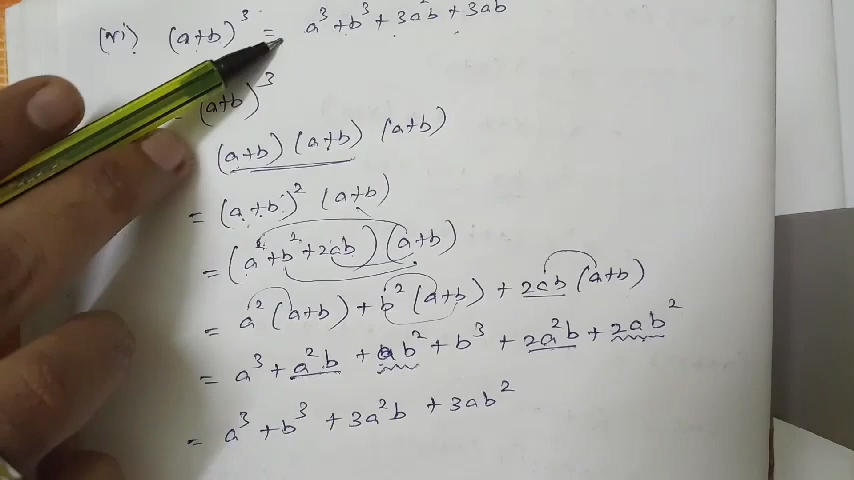 (vi) (a+b)³ = a³ + b³ + 3a²b + 3ab
= (a+b)³
(a+b) (a+b) (a+b)
= (a+b)² (a+b)
= (a² + b² + 2ab) (a+b)
= a² (a+b) + b² (a+b) + 2ab (a+b)
= a³ + a²b + ab² + b³ + 2a²b + 2ab²
= a³ + b³ + 3a²b + 3ab²